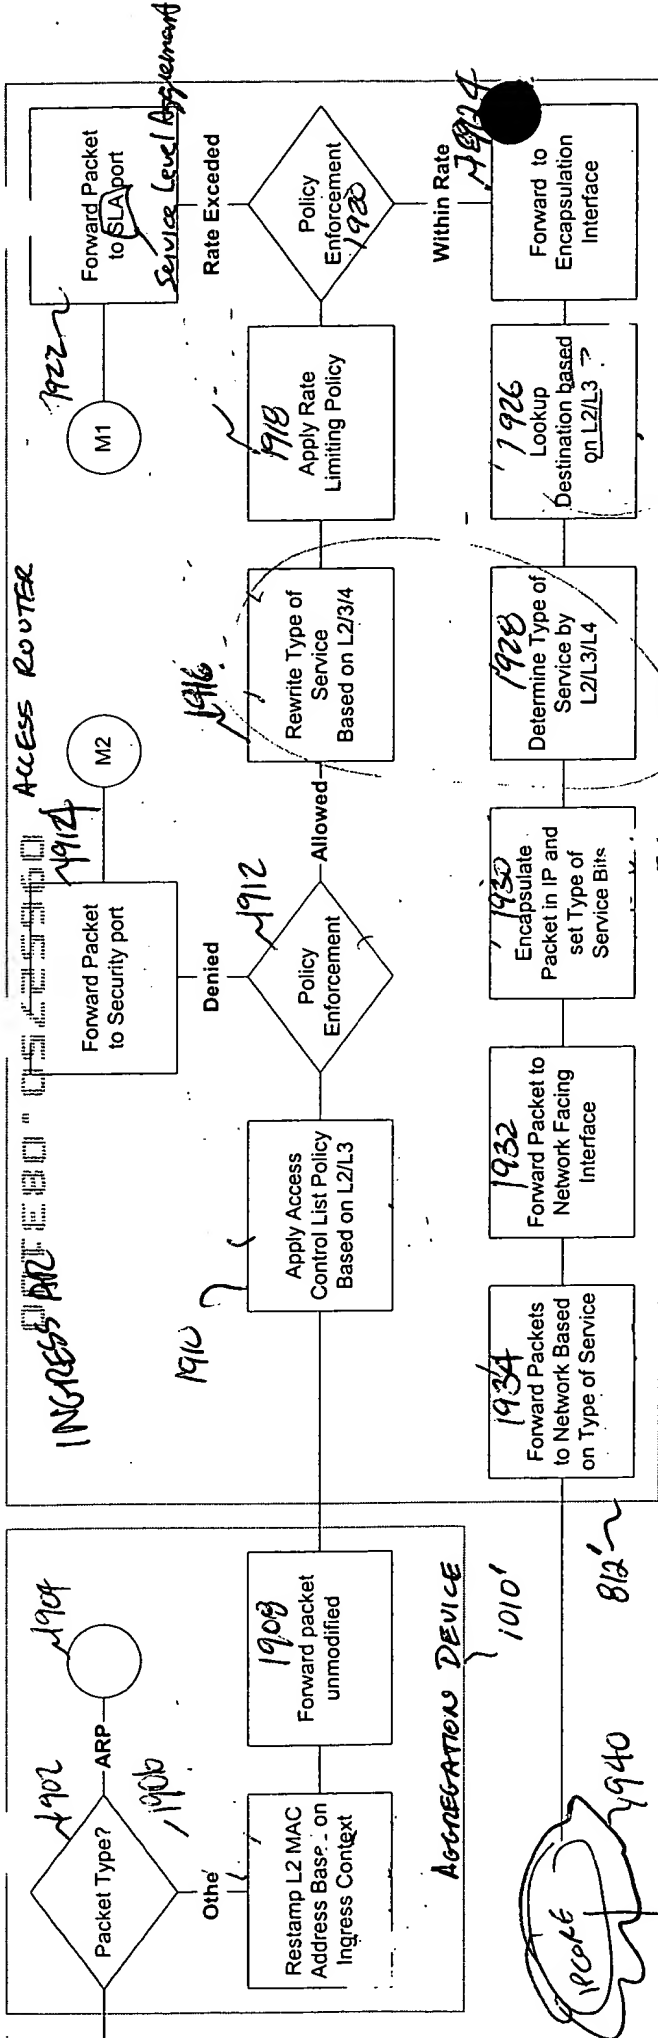 1902
Packet Type?
ARP
1904
Othe
1906
Restamp L2 MAC
Address Base on
Ingress Context
1908
Forward packet
unmodified
AGGREGATION DEVICE
1010'
INGRESS AR
ACCESS ROUTER
1910
Apply Access
Control List Policy
Based on L2/L3
1912
Policy
Enforcement
Denied
Allowed
1914
Forward Packet
to Security port
M2
1916
Rewrite Type of
Service
Based on L2/3/4
1918
Apply Rate
Limiting Policy
Policy
Enforcement
1920
Rate Exceeded
Within Rate
1922
M1
Forward Packet
to SLA port
Service Level Agreement
1924
Forward to
Encapsulation
Interface
1926
Lookup
Destination based
on L2/L3 ?
1928
Determine Type of
Service by
L2/L3/L4
1930
Encapsulate
Packet in IP and
set Type of
Service Bits
1932
Forward Packet to
Network Facing
Interface
1934
Forward Packets
to Network Based
on Type of Service
812'
IPCORE
1940